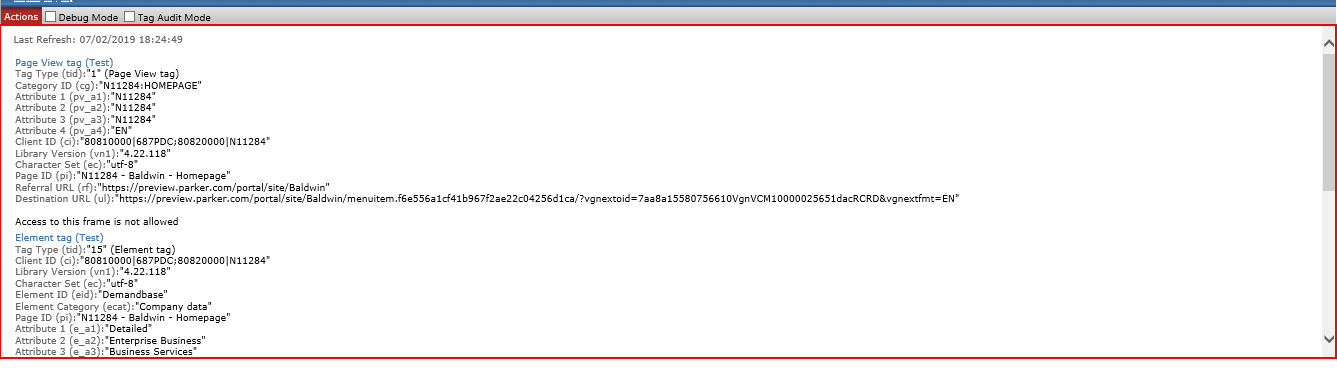 Actions Debug Mode Tag Audit Mode
Last Refresh: 07/02/2019 18:24:49
Page View tag (Test)
Tag Type (tid):"1" (Page View tag)
Category ID (cg):"N11284:HOMEPAGE"
Attribute 1 (pv_a1):"N11284"
Attribute 2 (pv_a2):"N11284"
Attribute 3 (pv_a3):"N11284"
Attribute 4 (pv_a4):"EN"
Client ID (ci):"80810000|687PDC;80820000|N11284"
Library Version (vn1):"4.22.118"
Character Set (ec):"utf-8"
Page ID (pi):"N11284 - Baldwin - Homepage"
Referral URL (rf):"https://preview.parker.com/portal/site/Baldwin"
Destination URL (ul):"https://preview.parker.com/portal/site/Baldwin/menuitem.f6e556a1cf41b967f2ae22c04256d1ca/?vgnextoid=7aa8a15580756610VgnVCM10000025651dacRCRD&vgnextfmt=EN"
Access to this frame is not allowed
Element tag (Test)
Tag Type (tid):"15" (Element tag)
Client ID (ci):"80810000|687PDC;80820000|N11284"
Library Version (vn1):"4.22.118"
Character Set (ec):"utf-8"
Element ID (eid):"Demandbase"
Element Category (ecat):"Company data"
Page ID (pi):"N11284 - Baldwin - Homepage"
Attribute 1 (e_a1):"Detailed"
Attribute 2 (e_a2):"Enterprise Business"
Attribute 3 (e_a3):"Business Services"